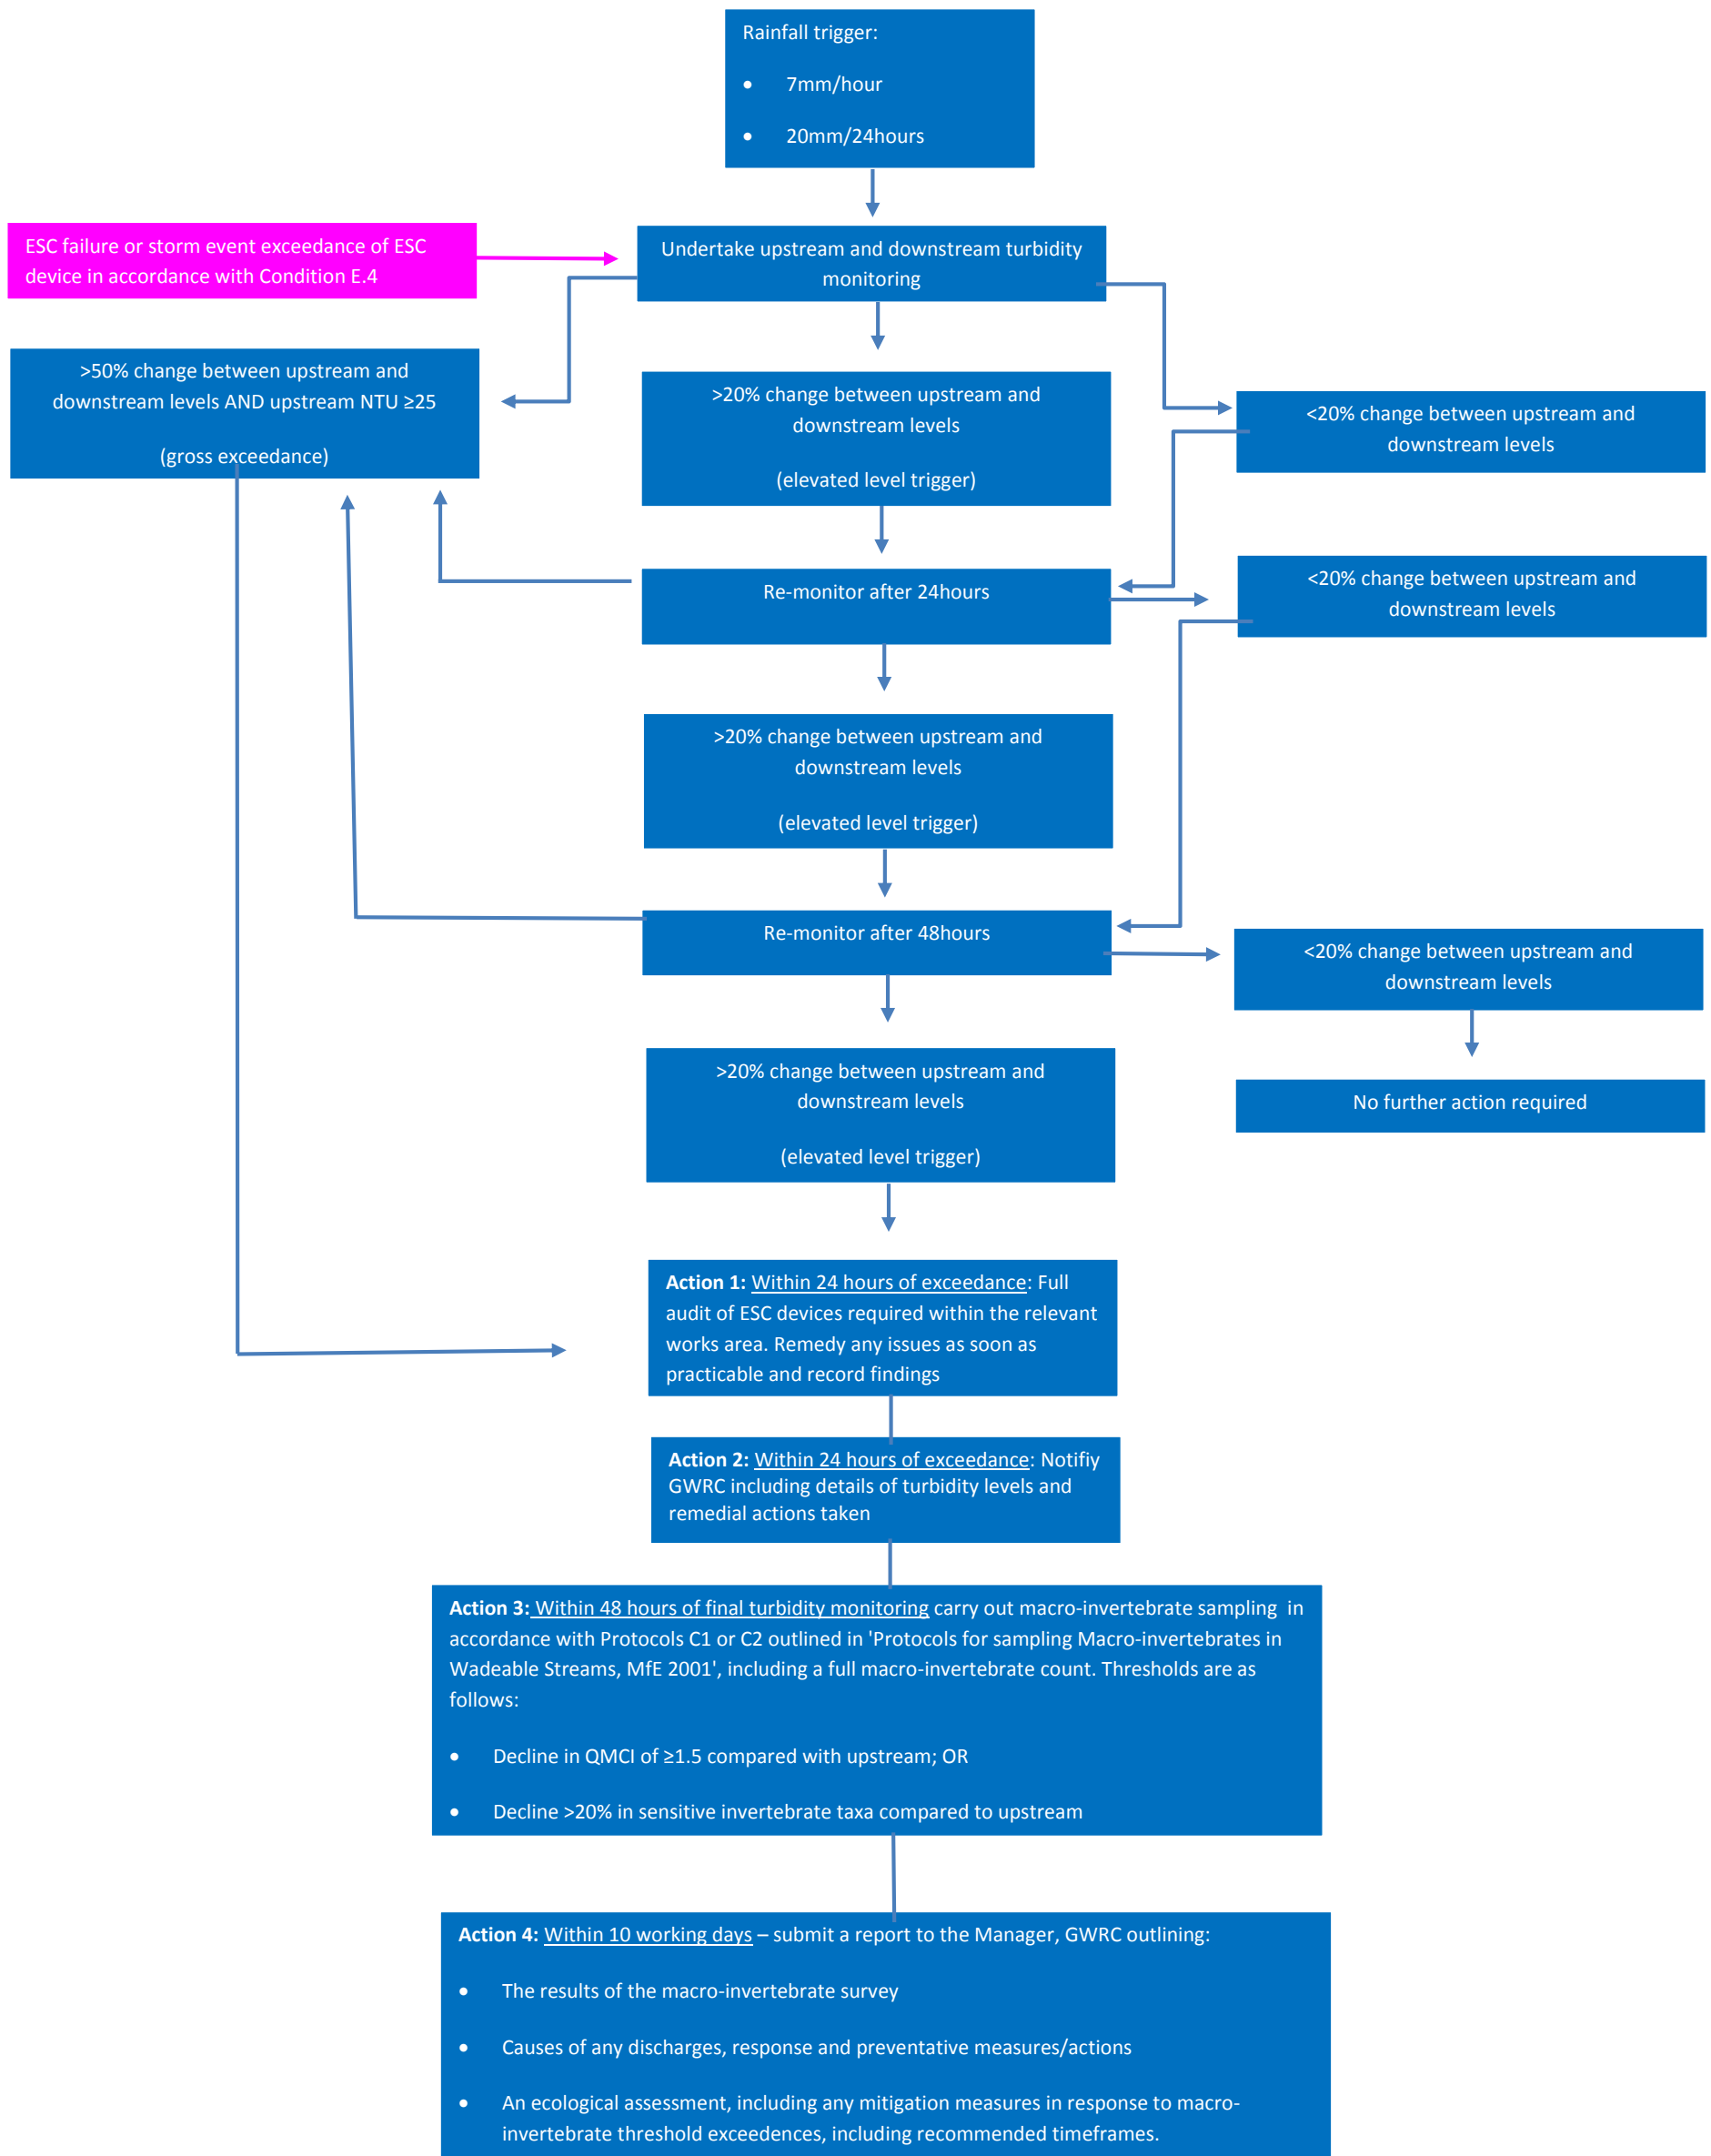 Rainfall trigger:
• 7mm/hour
• 20mm/24hours
ESC failure or storm event exceedance of ESC
device in accordance with Condition E.4
Undertake upstream and downstream turbidity
monitoring
>50% change between upstream and
downstream levels AND upstream NTU ≥25
(gross exceedance)
>20% change between upstream and
downstream levels
(elevated level trigger)
<20% change between upstream and
downstream levels
Re-monitor after 24hours
<20% change between upstream and
downstream levels
>20% change between upstream and
downstream levels
(elevated level trigger)
Re-monitor after 48hours
<20% change between upstream and
downstream levels
>20% change between upstream and
downstream levels
(elevated level trigger)
No further action required
Action 1: Within 24 hours of exceedance: Full
audit of ESC devices required within the relevant
works area. Remedy any issues as soon as
practicable and record findings
Action 2: Within 24 hours of exceedance: Notifiy
GWRC including details of turbidity levels and
remedial actions taken
Action 3: Within 48 hours of final turbidity monitoring carry out macro-invertebrate sampling in
accordance with Protocols C1 or C2 outlined in 'Protocols for sampling Macro-invertebrates in
Wadeable Streams, MfE 2001', including a full macro-invertebrate count. Thresholds are as
follows:
• Decline in QMCI of ≥1.5 compared with upstream; OR
• Decline >20% in sensitive invertebrate taxa compared to upstream
Action 4: Within 10 working days – submit a report to the Manager, GWRC outlining:
• The results of the macro-invertebrate survey
• Causes of any discharges, response and preventative measures/actions
• An ecological assessment, including any mitigation measures in response to macro-
invertebrate threshold exceedences, including recommended timeframes.